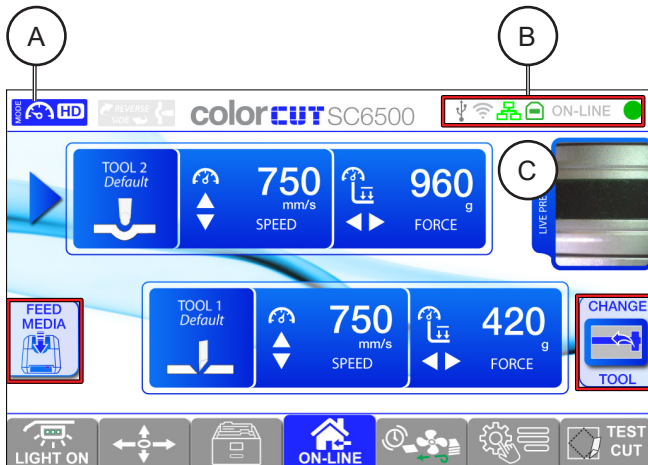 A
B
MODE
HD
REVERSE
SIDE
colorcut SC6500
ON-LINE
C
TOOL 2
Default
750
mm/s
SPEED
960
g
FORCE
LIVE PRE
FEED
MEDIA
TOOL 1
Default
750
mm/s
SPEED
420
g
FORCE
CHANGE
TOOL
LIGHT ON
ON-LINE
TEST
CUT